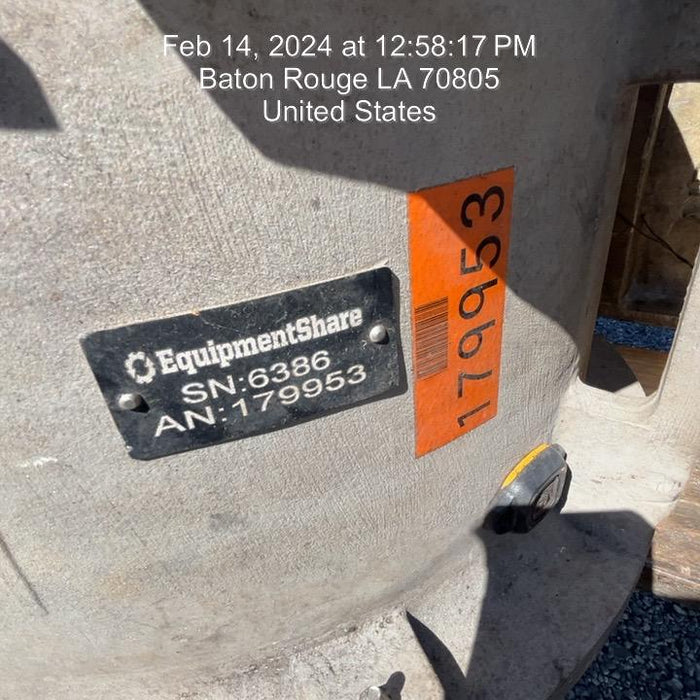 Feb 14, 2024 at 12:58:17 PM
Baton Rouge LA 70805
United States
EquipmentShare
SN:6386
AN:179953
179953